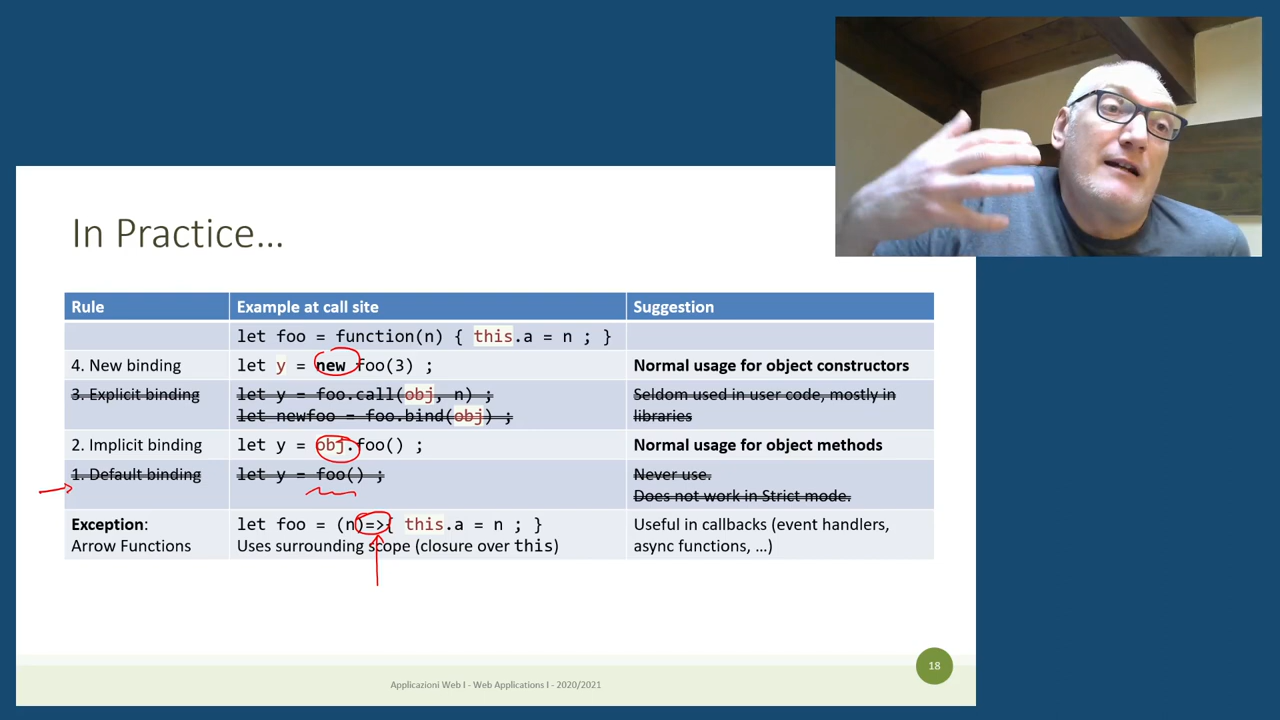 In Practice…
Rule Example at call site Suggestion
let foo = function(n) { this.a = n ; }
4. New binding let y = new foo(3) ; Normal usage for object constructors
3. Explicit binding let y = foo.call(obj, n) ; Seldom used in user code, mostly in
let newfoo = foo.bind(obj) ; libraries
2. Implicit binding let y = obj.foo() ; Normal usage for object methods
1. Default binding let y = foo() ; Never use.
Does not work in Strict mode.
Exception: let foo = (n)=>{ this.a = n ; } Useful in callbacks (event handlers,
Arrow Functions Uses surrounding scope (closure over this) async functions, …)
18
Applicazioni Web I - Web Applications I - 2020/2021